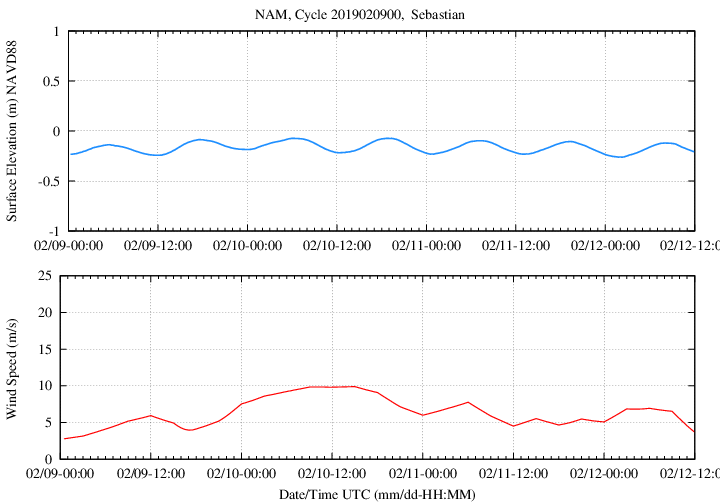 NAM, Cycle 2019020900,  Sebastian
Surface Elevation (m) NAVD88
1
0.5
0
-0.5
-1
02/09-00:00 02/09-12:00 02/10-00:00 02/10-12:00 02/11-00:00 02/11-12:00 02/12-00:00 02/12-12:0
Wind Speed (m/s)
25
20
15
10
5
0
02/09-00:00 02/09-12:00 02/10-00:00 02/10-12:00 02/11-00:00 02/11-12:00 02/12-00:00 02/12-12:0
Date/Time UTC (mm/dd-HH:MM)